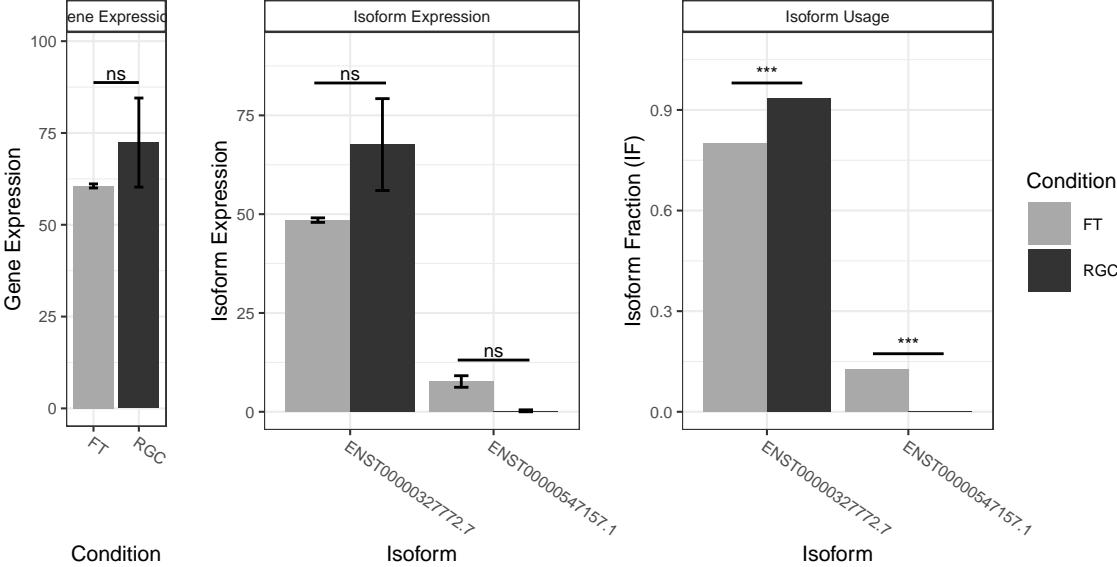 ene Expressio
Gene Expression
100
75
50
25
0
ns
FT
RGC
Condition
Isoform Expression
Isoform Expression
75
50
25
0
ns
ns
ENST00000327772.7
ENST00000547157.1
Isoform
Isoform Usage
Isoform Fraction (IF)
0.9
0.6
0.3
0.0
***
***
ENST00000327772.7
ENST00000547157.1
Isoform
Condition
FT
RGC